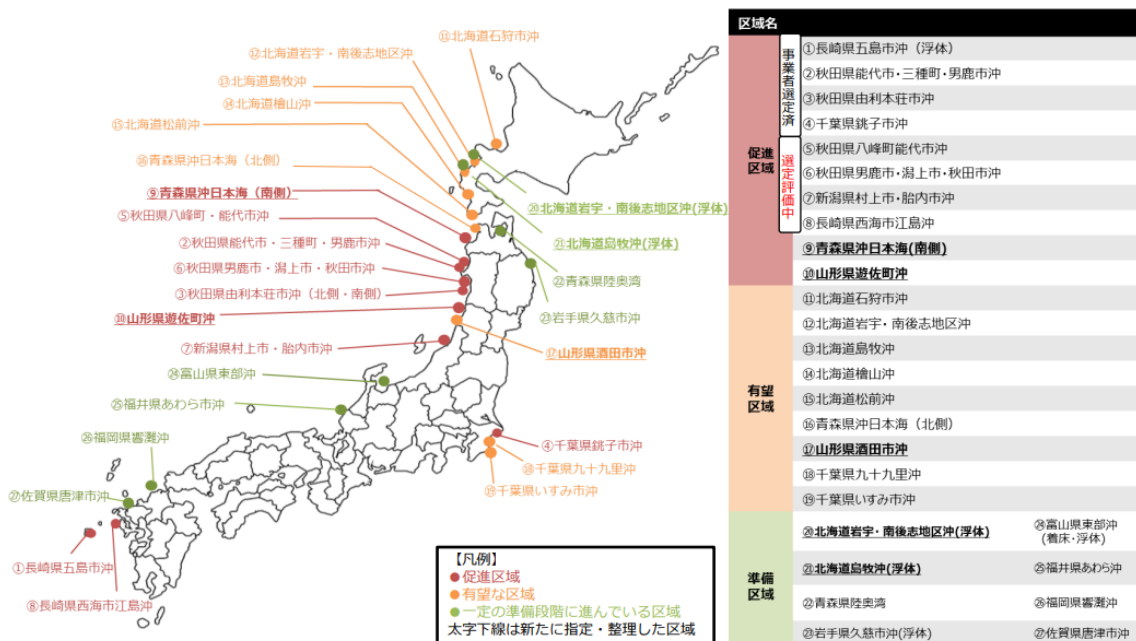 ⑪北海道石狩市沖
⑫北海道岩宇・南後志地区沖
⑬北海道島牧沖
⑭北海道檜山沖
⑮北海道松前沖
⑯青森県沖日本海（北側）
⑨青森県沖日本海（南側）
⑤秋田県八峰町・能代市沖
②秋田県能代市・三種町・男鹿市沖
⑥秋田県男鹿市・潟上市・秋田市沖
③秋田県由利本荘市沖（北側・南側）
⑩山形県遊佐町沖
⑦新潟県村上市・胎内市沖
㉔富山県東部沖
㉕福井県あわら市沖
㉖福岡県響灘沖
㉗佐賀県唐津市沖
①長崎県五島市沖
⑧長崎県西海市江島沖
⑳北海道岩宇・南後志地区沖(浮体)
㉑北海道島牧沖(浮体)
㉒青森県陸奥湾
㉓岩手県久慈市沖
⑰山形県酒田市沖
④千葉県銚子市沖
⑱千葉県九十九里沖
⑲千葉県いすみ市沖
【凡例】
促進区域
有望な区域
一定の準備段階に進んでいる区域
太字下線は新たに指定・整理した区域
区域名
促進
区域
事業者選定済
①長崎県五島市沖（浮体）
②秋田県能代市・三種町・男鹿市沖
③秋田県由利本荘市沖
④千葉県銚子市沖
選定評価中
⑤秋田県八峰町能代市沖
⑥秋田県男鹿市・潟上市・秋田市沖
⑦新潟県村上市・胎内市沖
⑧長崎県西海市江島沖
⑨青森県沖日本海(南側)
⑩山形県遊佐町沖
有望
区域
⑪北海道石狩市沖
⑫北海道岩宇・南後志地区沖
⑬北海道島牧沖
⑭北海道檜山沖
⑮北海道松前沖
⑯青森県沖日本海（北側）
⑰山形県酒田市沖
⑱千葉県九十九里沖
⑲千葉県いすみ市沖
準備
区域
⑳北海道岩宇・南後志地区沖(浮体)
㉔富山県東部沖
(着床・浮体)
㉑北海道島牧沖(浮体)
㉕福井県あわら沖
㉒青森県陸奥湾
㉖福岡県響灘沖
㉓岩手県久慈市沖(浮体)
㉗佐賀県唐津市沖